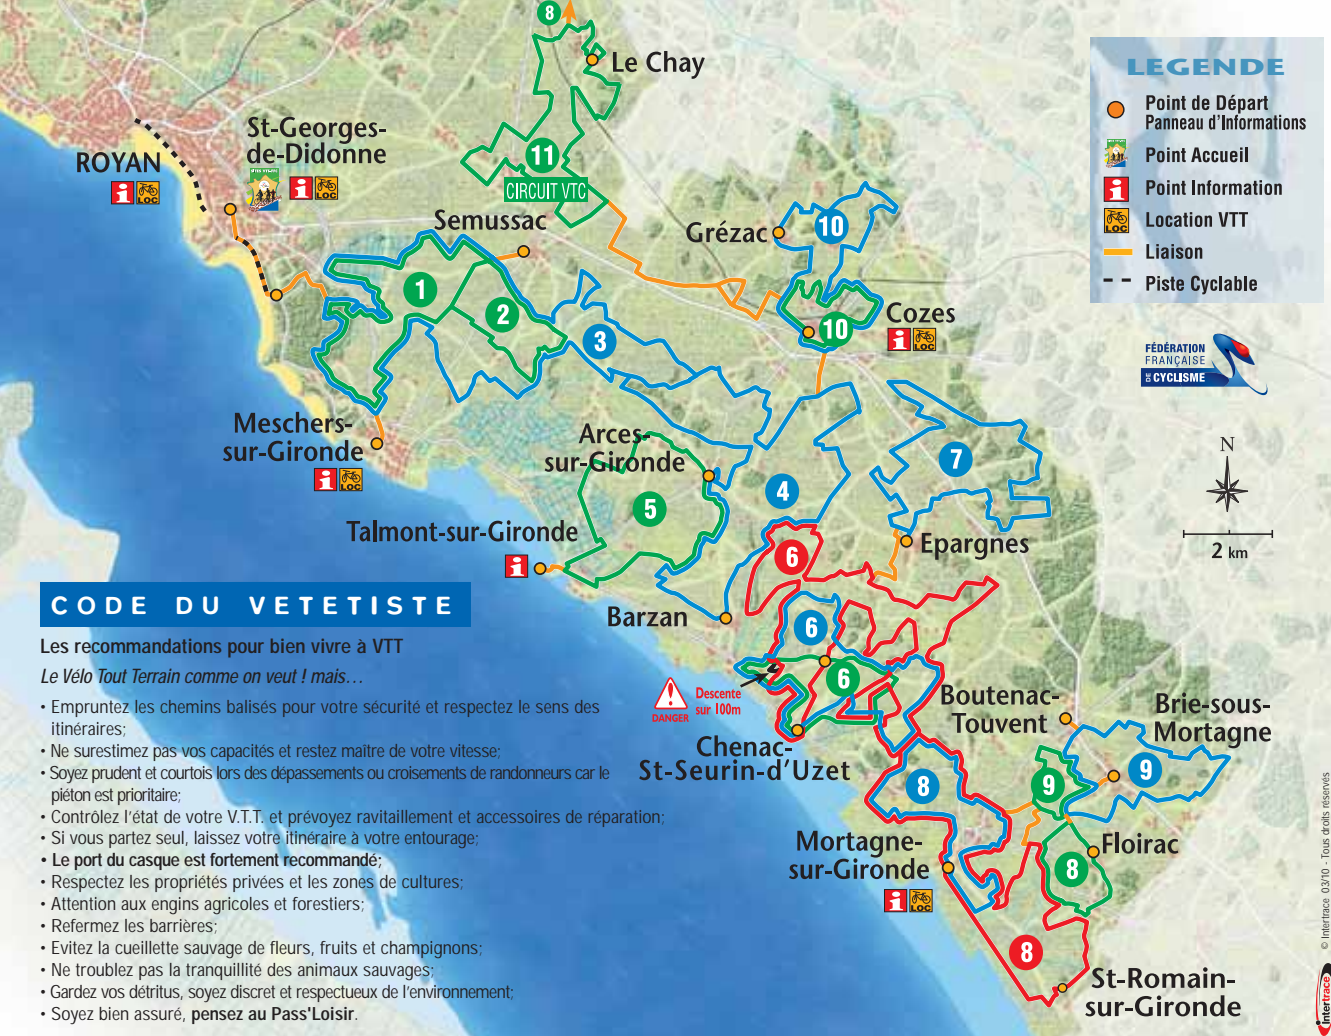 8
Le Chay
LEGENDE
Point de Départ
Panneau d'Informations
Point Accueil
Point Information
LOC
Location VTT
Liaison
Piste Cyclable
St-Georges-
de-Didonne
ROYAN
LOC
LOC
11
CIRCUIT VTC
Semussac
Grézac
10
1
2
3
10
Cozes
LOC
FÉDÉRATION
FRANÇAISE
DE CYCLISME
Meschers-
sur-Gironde
LOC
Arces-
sur-Gironde
7
N
2 km
4
5
Talmont-sur-Gironde
Epargnes
6
Barzan
6
6
DANGER
Descente
sur 100m
Chenac-
St-Seurin-d'Uzet
Boutenac-
Touvent
Brie-sous-
Mortagne
9
9
8
Mortagne-
sur-Gironde
LOC
Floirac
8
8
St-Romain-
sur-Gironde
CODE DU VETETISTE
Les recommandations pour bien vivre à VTT
Le Vélo Tout Terrain comme on veut ! mais...
• Empruntez les chemins balisés pour votre sécurité et respectez le sens des
itinéraires;
• Ne surestimez pas vos capacités et restez maître de votre vitesse;
• Soyez prudent et courtois lors des dépassements ou croisements de randonneurs car le
piéton est prioritaire;
• Contrôlez l'état de votre V.T.T. et prévoyez ravitaillement et accessoires de réparation;
• Si vous partez seul, laissez votre itinéraire à votre entourage;
• Le port du casque est fortement recommandé;
• Respectez les propriétés privées et les zones de cultures;
• Attention aux engins agricoles et forestiers;
• Refermez les barrières;
• Evitez la cueillette sauvage de fleurs, fruits et champignons;
• Ne troublez pas la tranquillité des animaux sauvages;
• Gardez vos détritus, soyez discret et respectueux de l'environnement;
• Soyez bien assuré, pensez au Pass'Loisir.
© Intertrace 03/10 - Tous droits réservés
Intertrace